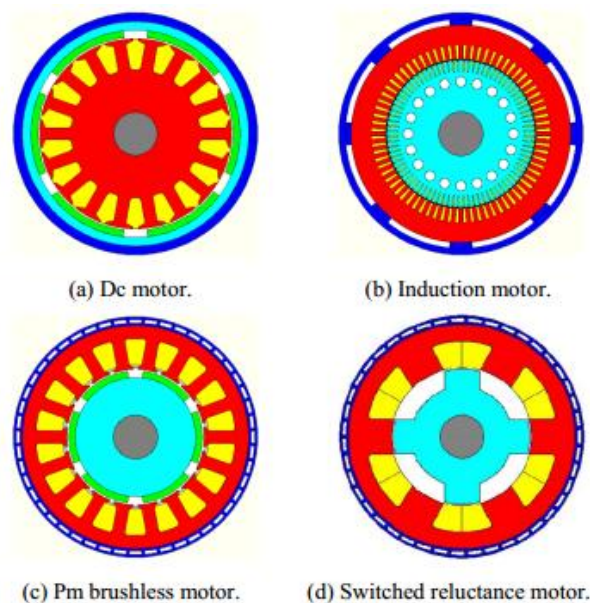 (a) Dc motor.
(b) Induction motor.
(c) Pm brushless motor.
(d) Switched reluctance motor.